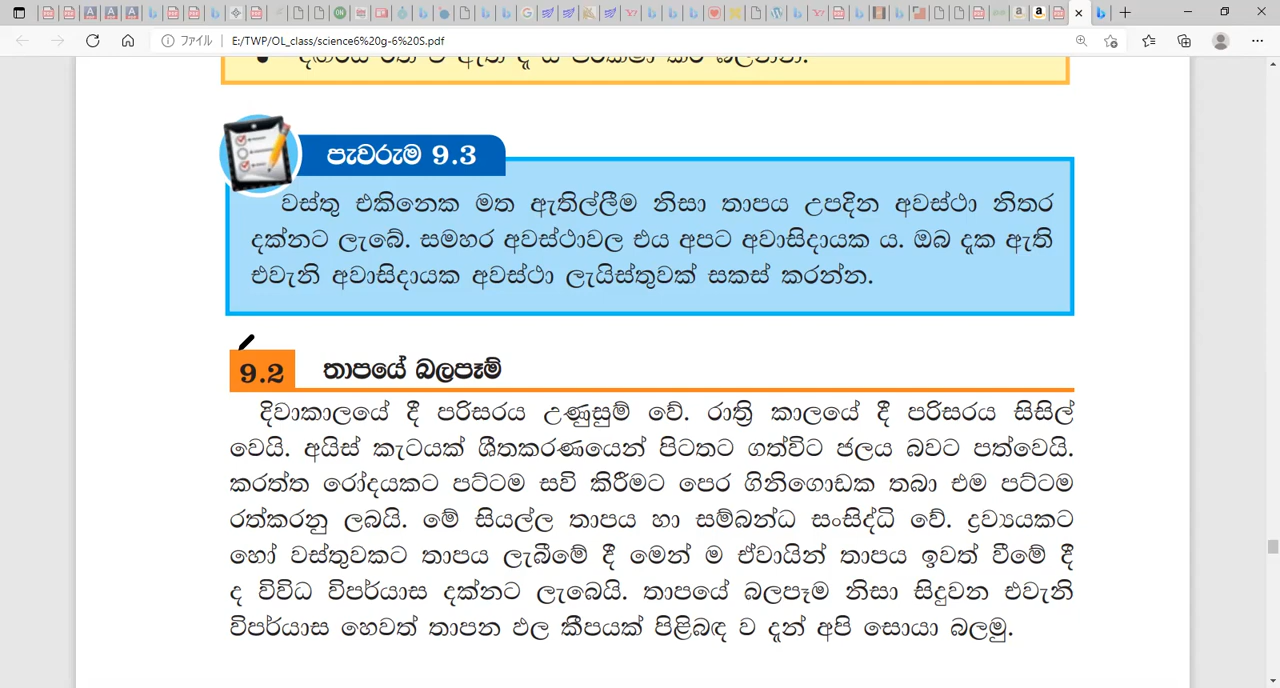 ファイル
E:/TWP/OL_class/science6%20g-6%20S.pdf
පැවරුම 9.3
වස්තු එකිනෙක මත ඇතිල්ලීම නිසා තාපය උපදින අවස්ථා නිතර
දක්නට ලැබේ. සමහර අවස්ථාවල එය අපට අවාසිදායක ය. ඔබ දැක ඇති
එවැනි අවාසිදායක අවස්ථා ලැයිස්තුවක් සකස් කරන්න.
9.2 තාපයේ බලපෑම්
දිවාකාලයේ දී පරිසරය උණුසුම් වේ. රාත්‍රි කාලයේ දී පරිසරය සිසිල්
වෙයි. අයිස් කැටයක් ශීතකරණයෙන් පිටතට ගත්විට ජලය බවට පත්වෙයි.
කරත්ත රෝදයකට පට්ටම සවි කිරීමට පෙර ගිනිගොඩක තබා එම පට්ටම
රත්කරනු ලබයි. මේ සියල්ල තාපය හා සම්බන්ධ සංසිද්ධි වේ. ද්‍රව්‍යයකට
හෝ වස්තුවකට තාපය ලැබීමේ දී මෙන් ම ඒවායින් තාපය ඉවත් වීමේ දී
ද විවිධ විපර්යාස දක්නට ලැබෙයි. තාපයේ බලපෑම නිසා සිදුවන එවැනි
විපර්යාස හෙවත් තාපන ඵල කීපයක් පිළිබඳ ව දැන් අපි සොයා බලමු.